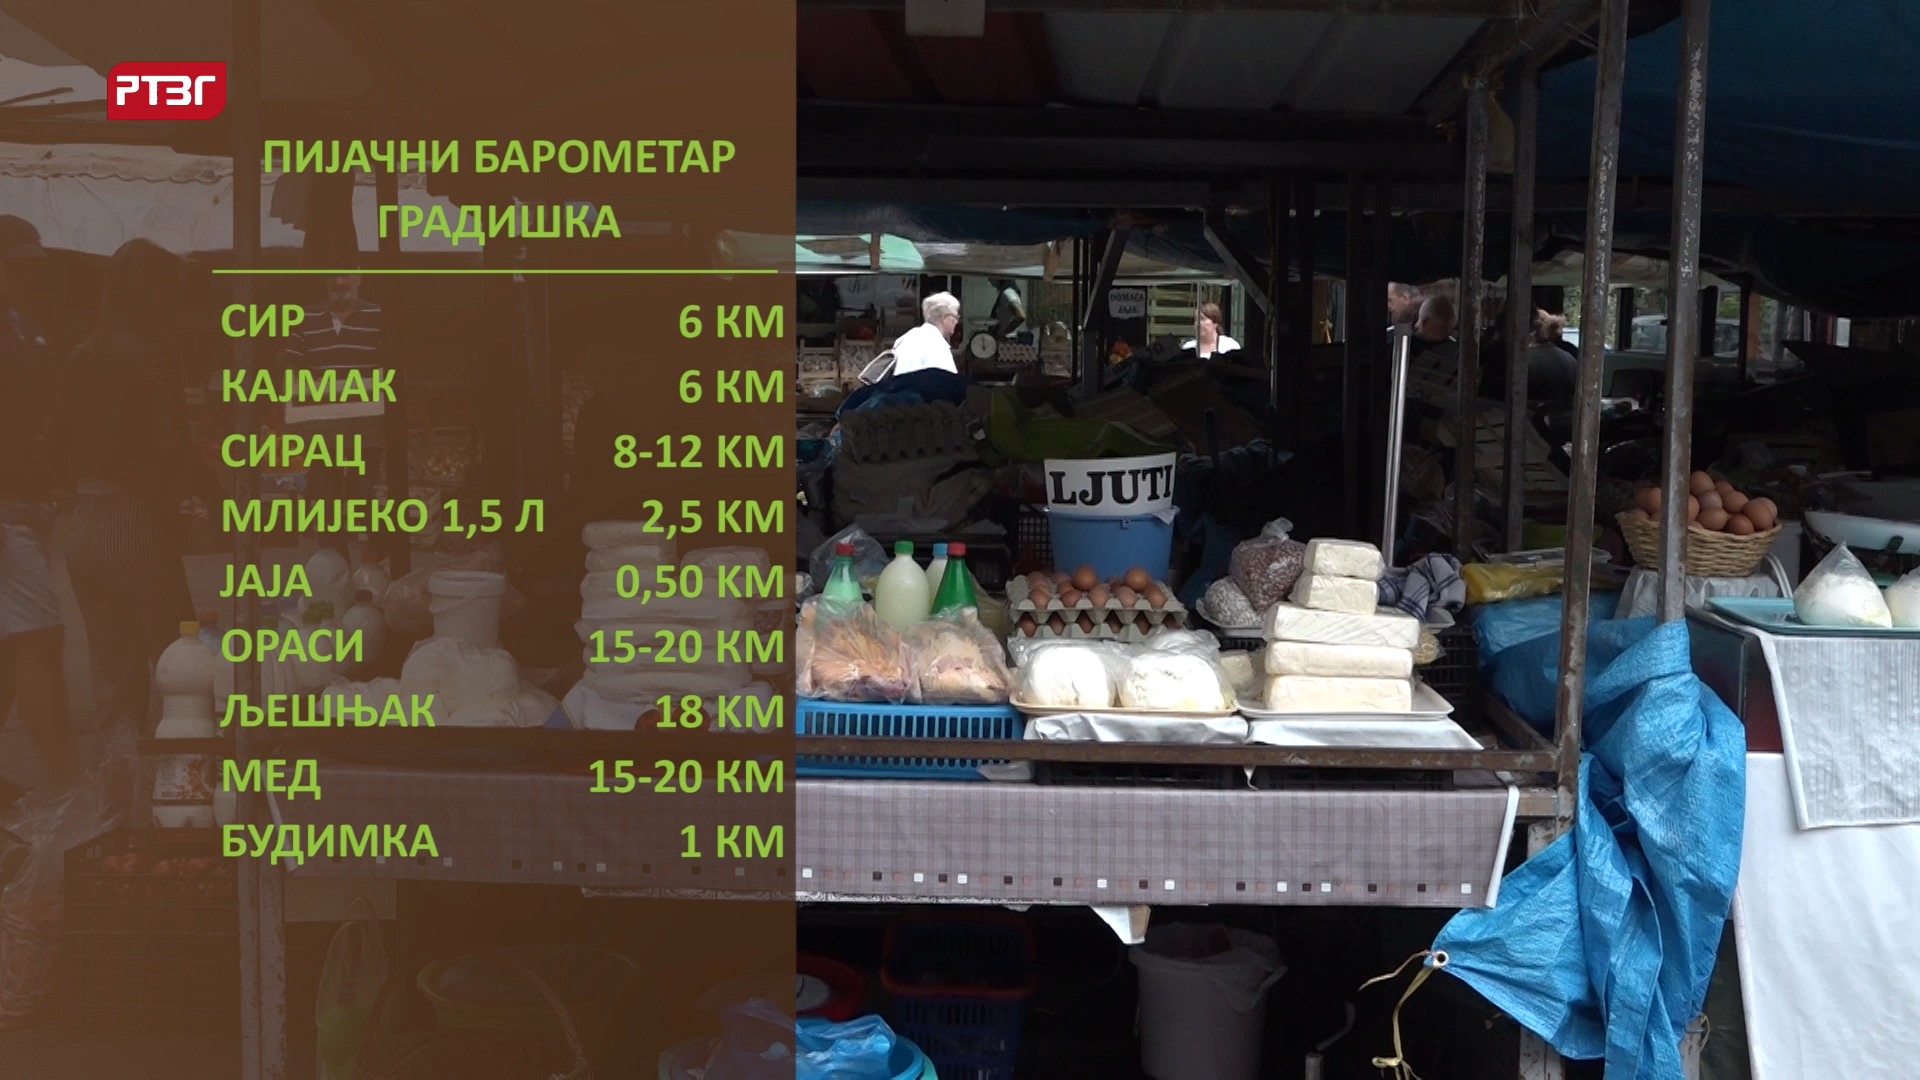 РТВГ
ПИЈАЧНИ БАРОМЕТАР
ГРАДИШКА
СИР 6 КМ
КАЈМАК 6 КМ
СИРАЦ 8-12 КМ
МЛИЈЕКО 1,5 Л 2,5 КМ
ЈАЈА 0,50 КМ
ОРАСИ 15-20 КМ
ЉЕШЊАК 18 КМ
МЕД 15-20 КМ
БУДИМКА 1 КМ
DOMAĆA
JAJA
LJUTI